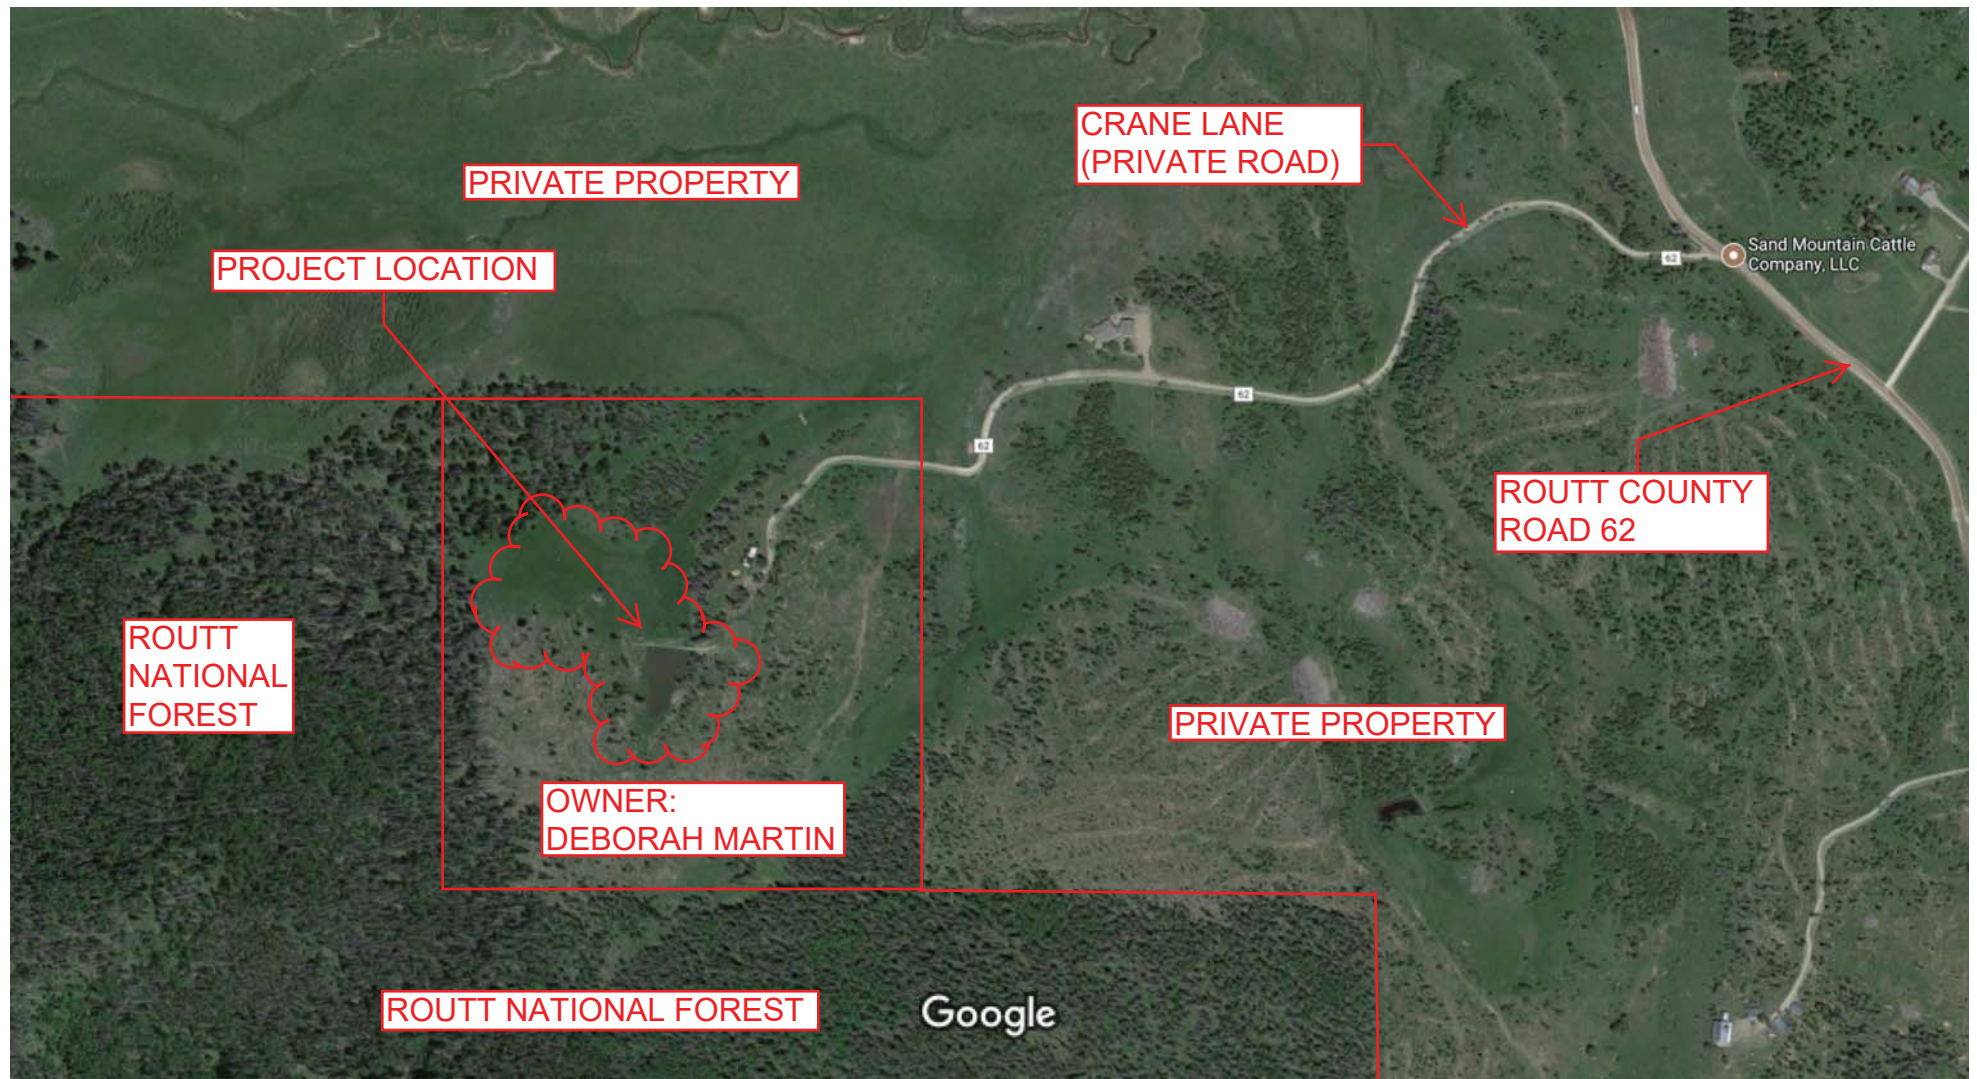 CRANE LANE
(PRIVATE ROAD)
PRIVATE PROPERTY
PROJECT LOCATION
Sand Mountain Cattle
Company, LLC
62
62
62
ROUTT COUNTY
ROAD 62
ROUTT
NATIONAL
FOREST
PRIVATE PROPERTY
OWNER:
DEBORAH MARTIN
ROUTT NATIONAL FOREST
Google